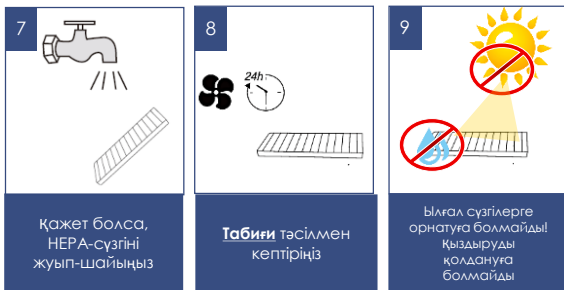 7
Қажет болса,
HEPA-сүзгіні
жуып-шайыңыз
8
24h
Табиғи тәсілмен
кептіріңіз
9
Ылғал сүзгілерге
орнатуға болмайды!
Қыздыруды
қолдануға
болмайды